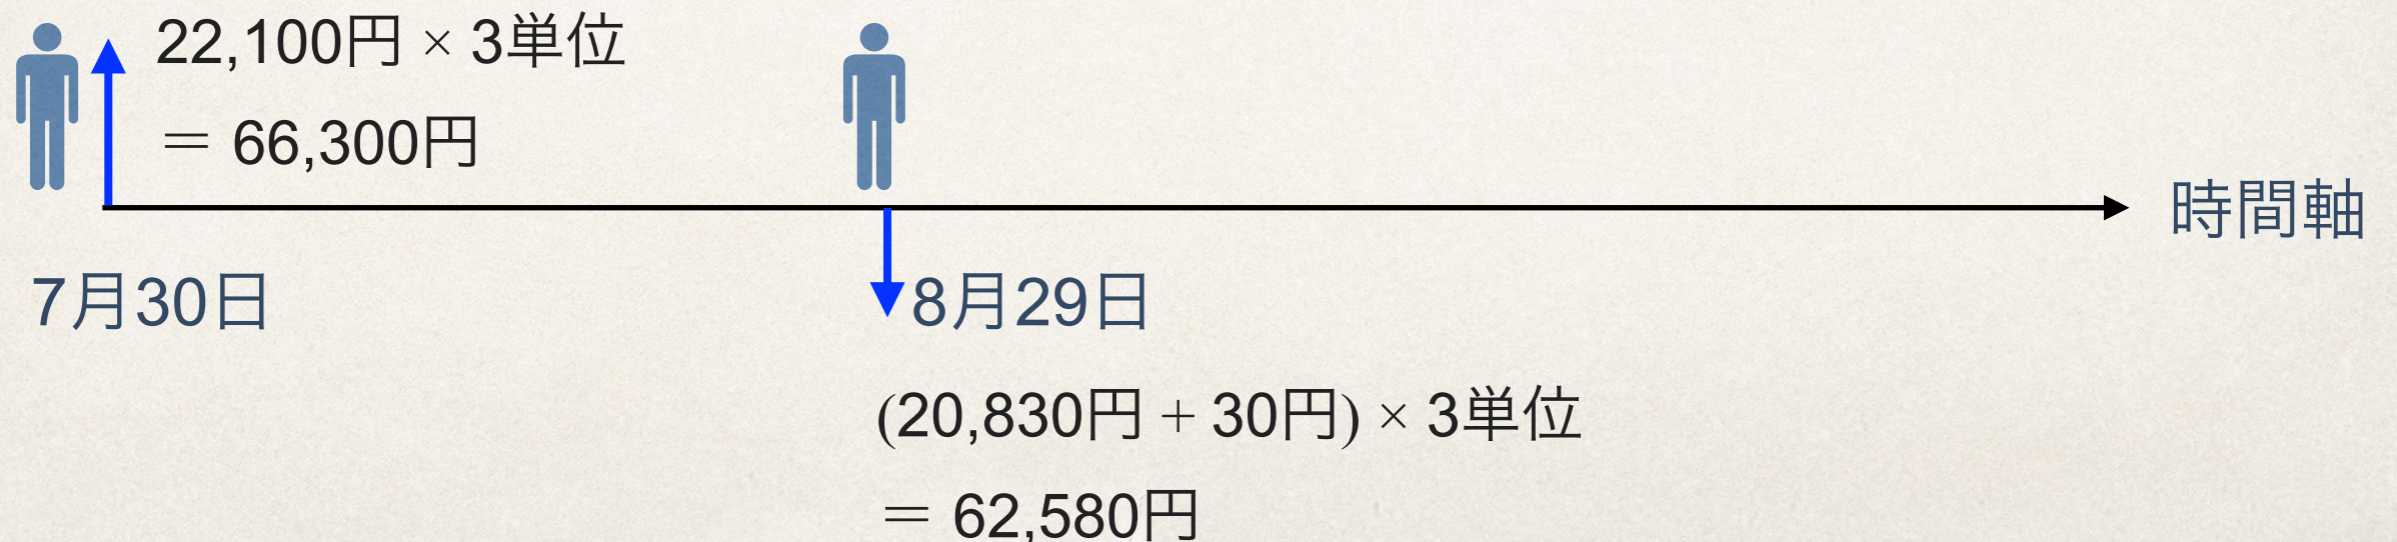 22,100円 × 3単位
＝ 66,300円
時間軸
7月30日
8月29日
(20,830円 + 30円) × 3単位
＝ 62,580円